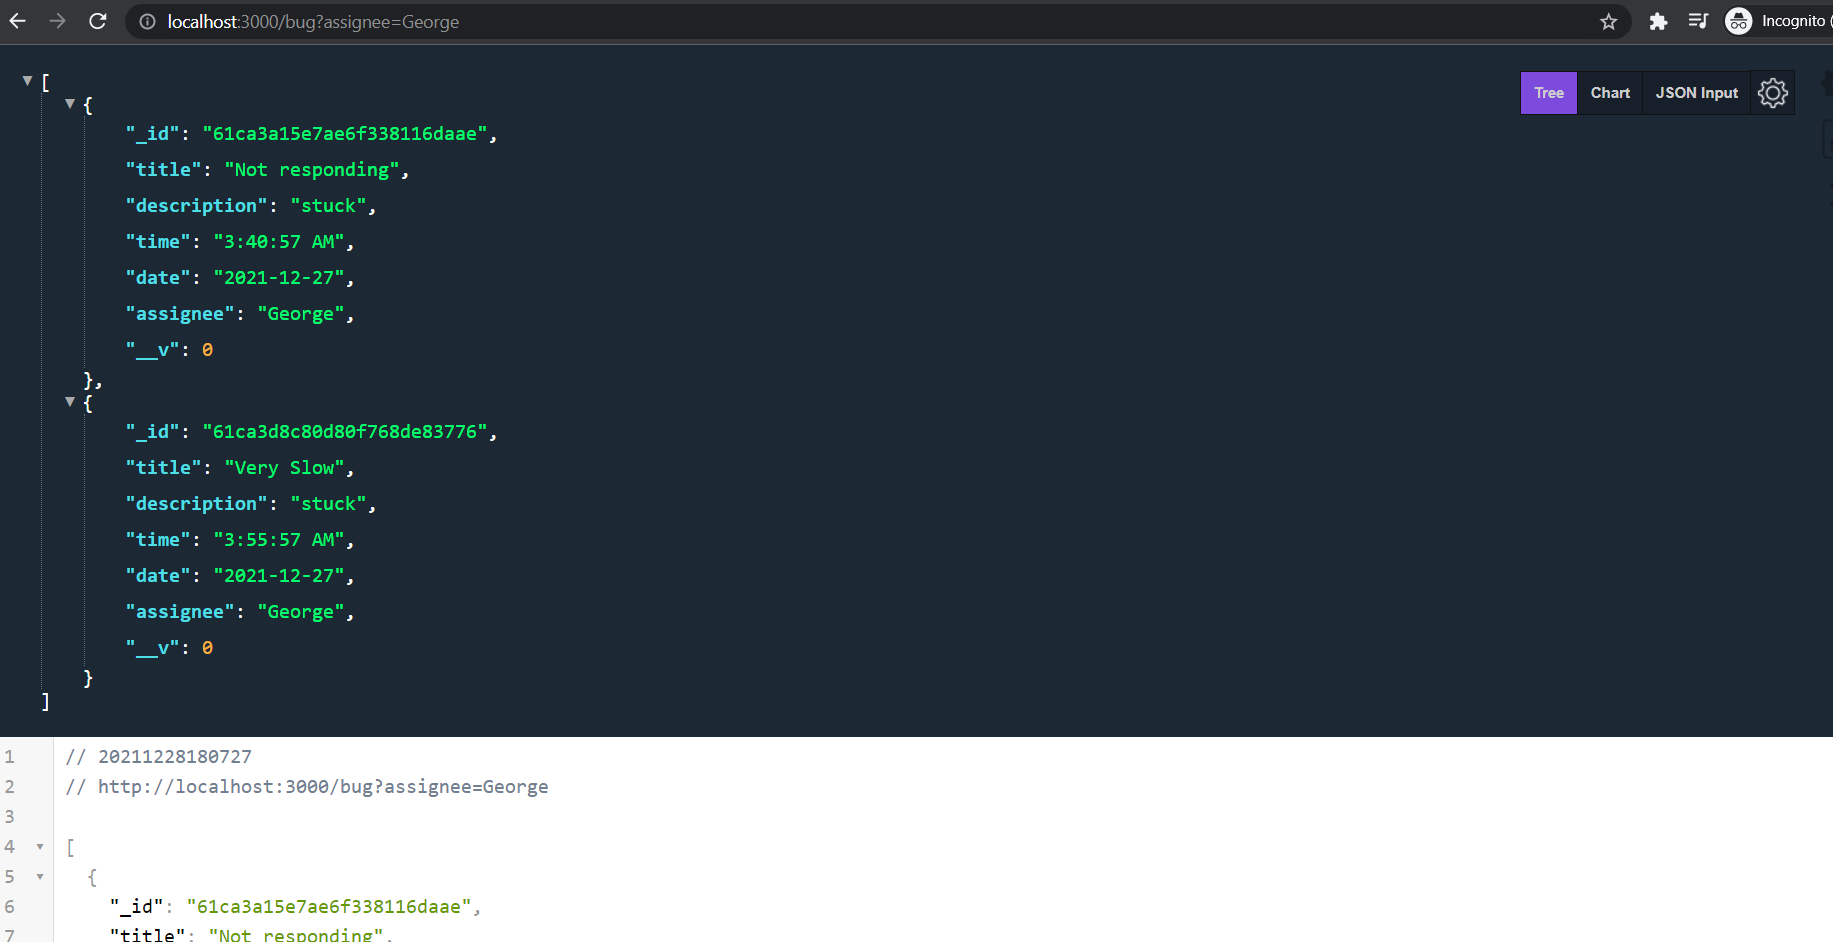 localhost:3000/bug?assignee=George
Incognito
Tree Chart JSON Input
[
{
"_id": "61ca3a15e7ae6f338116daae",
"title": "Not responding",
"description": "stuck",
"time": "3:40:57 AM",
"date": "2021-12-27",
"assignee": "George",
"__v": 0
},
{
"_id": "61ca3d8c80d80f768de83776",
"title": "Very Slow",
"description": "stuck",
"time": "3:55:57 AM",
"date": "2021-12-27",
"assignee": "George",
"__v": 0
}
]
1 // 20211228180727
2 // http://localhost:3000/bug?assignee=George
3
4 [
5 {
6 "_id": "61ca3a15e7ae6f338116daae",
7 "title": "Not responding",